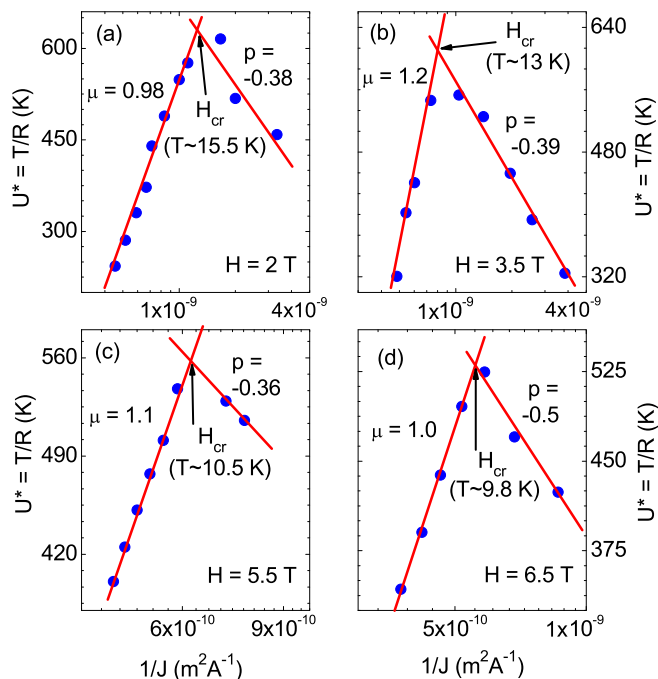 (a)
600
450
300
U* = T/R (K)
μ = 0.98
p =
-0.38
H_cr
(T~15.5 K)
H = 2 T
1x10^-9
4x10^-9
(b)
640
480
320
U* = T/R (K)
μ = 1.2
H_cr
(T~13 K)
p =
-0.39
H = 3.5 T
1x10^-9
4x10^-9
(c)
560
490
420
U* = T/R (K)
μ = 1.1
p =
-0.36
H_cr
(T~10.5 K)
H = 5.5 T
6x10^-10
9x10^-10
1/J (m^2A^-1)
(d)
525
450
375
U* = T/R (K)
μ = 1.0
p =
-0.5
H_cr
(T~9.8 K)
H = 6.5 T
5x10^-10
1x10^-9
1/J (m^2A^-1)